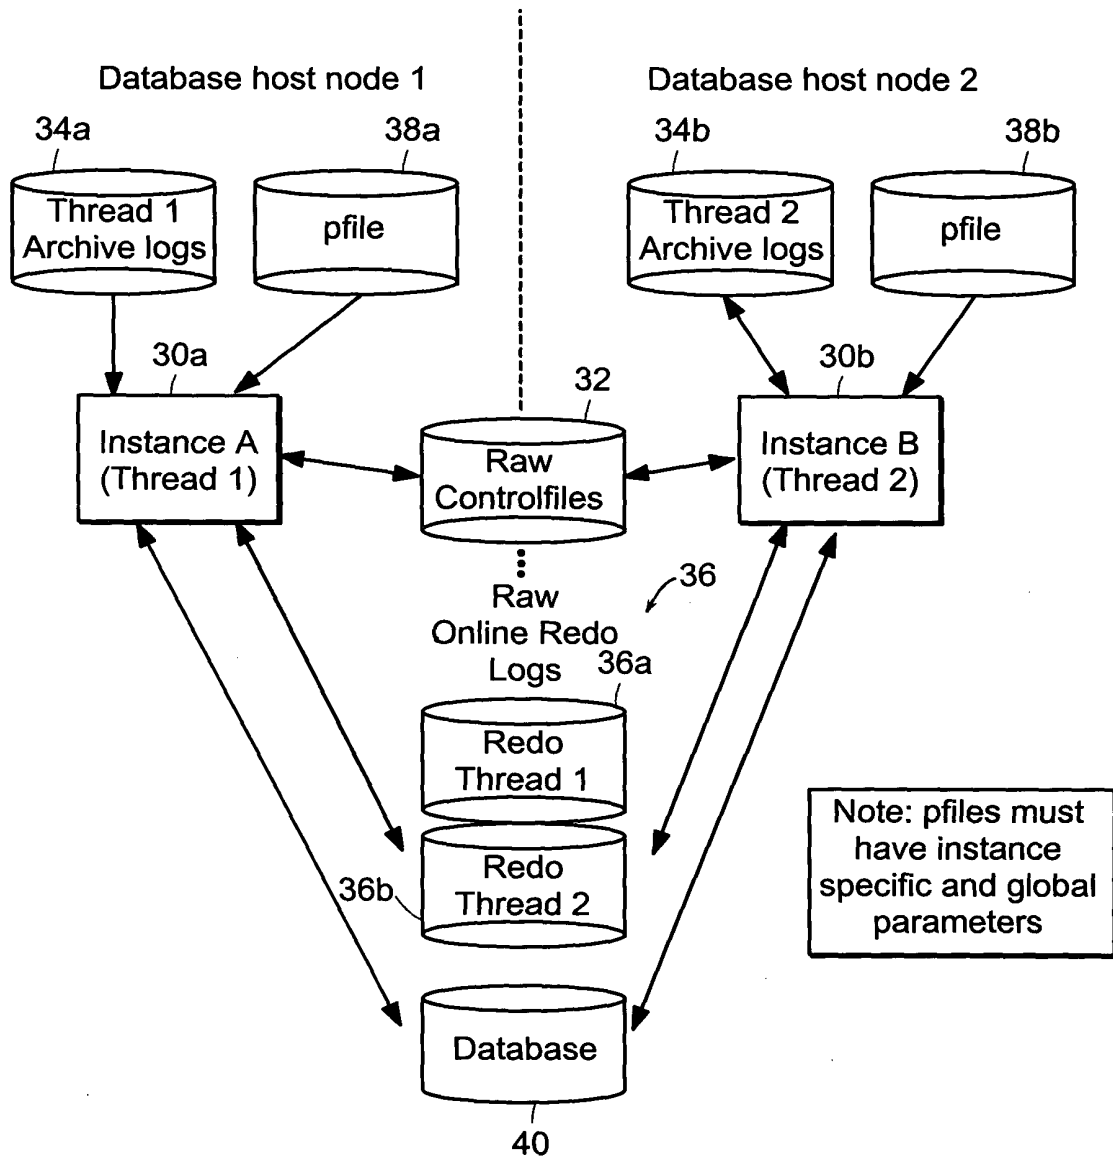 Database host node 1
Database host node 2
34a
38a
34b
38b
Thread 1
Archive logs
pfile
Thread 2
Archive logs
pfile
30a
32
30b
Instance A
(Thread 1)
Raw
Controlfiles
Instance B
(Thread 2)
36
Raw
Online Redo
Logs
36a
Redo
Thread 1
36b
Redo
Thread 2
Note: pfiles must
have instance
specific and global
parameters
Database
40